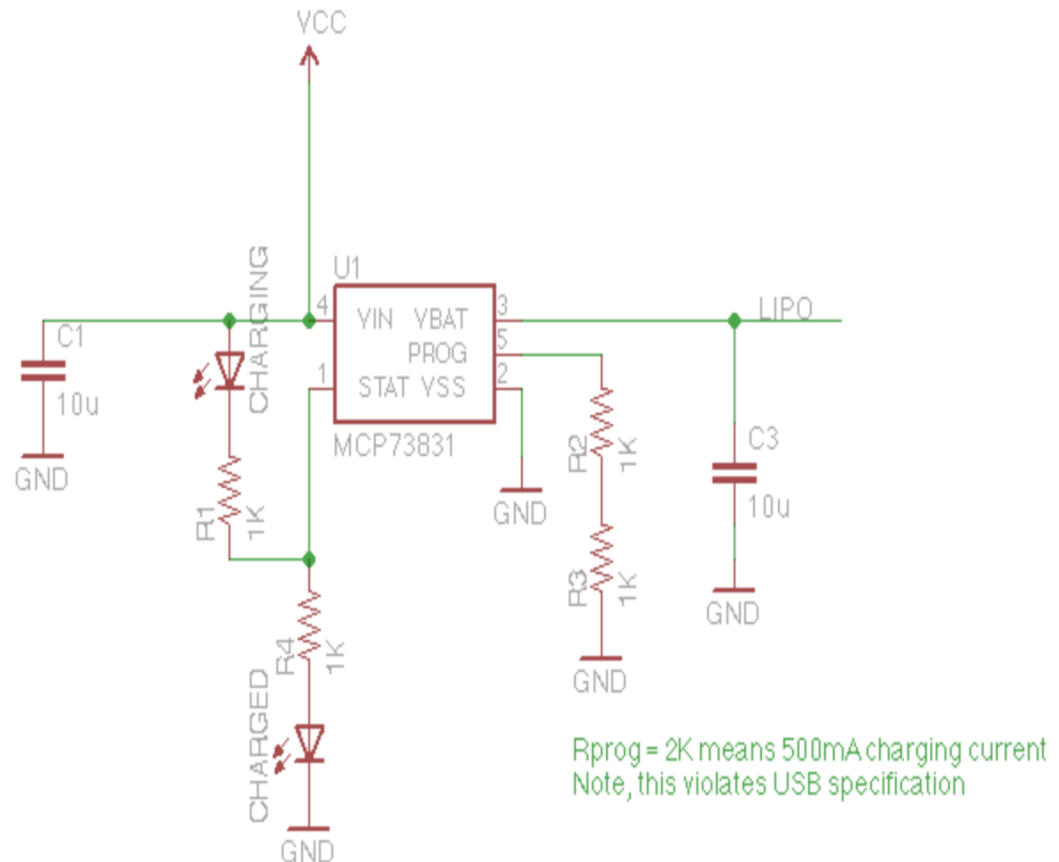 VCC
U1
4
VIN
VBAT
3
LIPO
C1
10u
GND
CHARGING
PROG
5
1
STAT
VSS
2
MCP73831
R1
1K
GND
R2
1K
C3
10u
GND
R3
1K
GND
R4
1K
CHARGED
GND
Rprog = 2K means 500mA charging current
Note, this violates USB specification